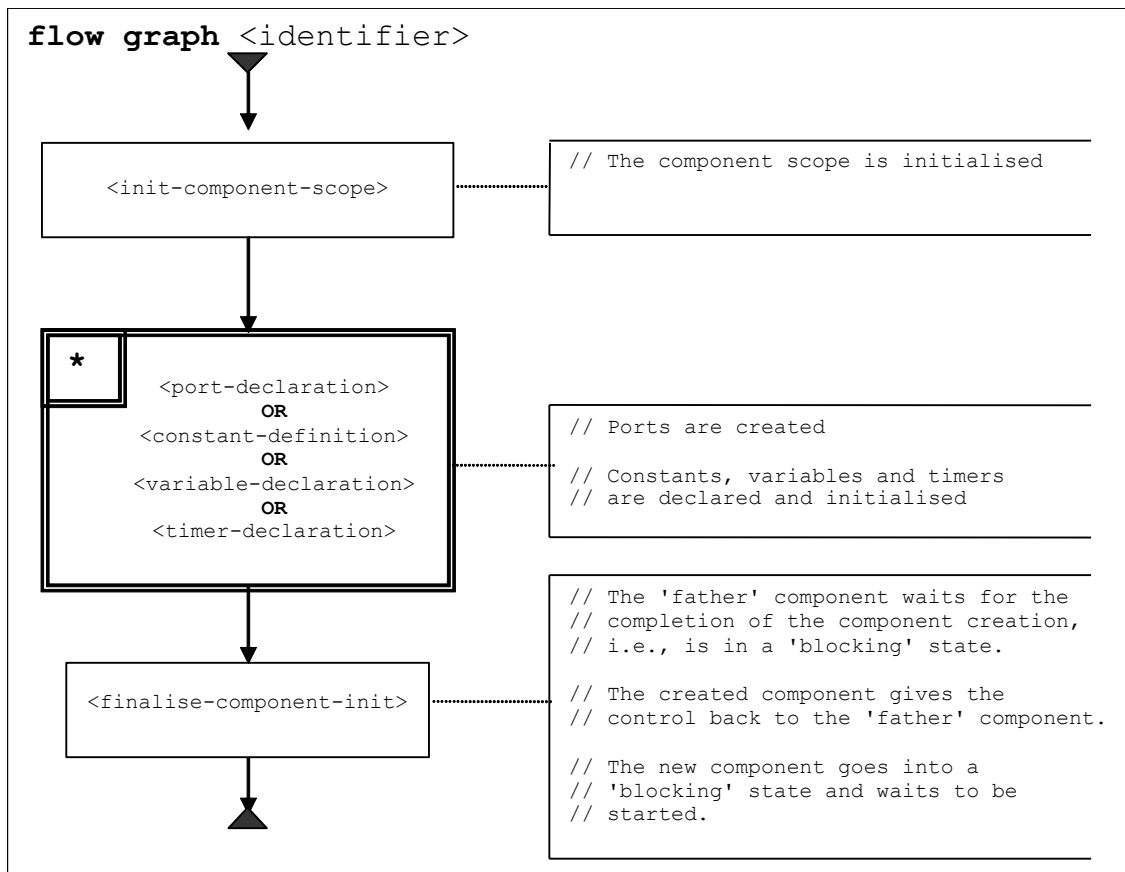 flow graph <identifier>
<init-component-scope>
// The component scope is initialised
*
<port-declaration>
OR
<constant-definition>
OR
<variable-declaration>
OR
<timer-declaration>
// Ports are created
// Constants, variables and timers
// are declared and initialised
<finalise-component-init>
// The 'father' component waits for the
// completion of the component creation,
// i.e., is in a 'blocking' state.
// The created component gives the
// control back to the 'father' component.
// The new component goes into a
// 'blocking' state and waits to be
// started.